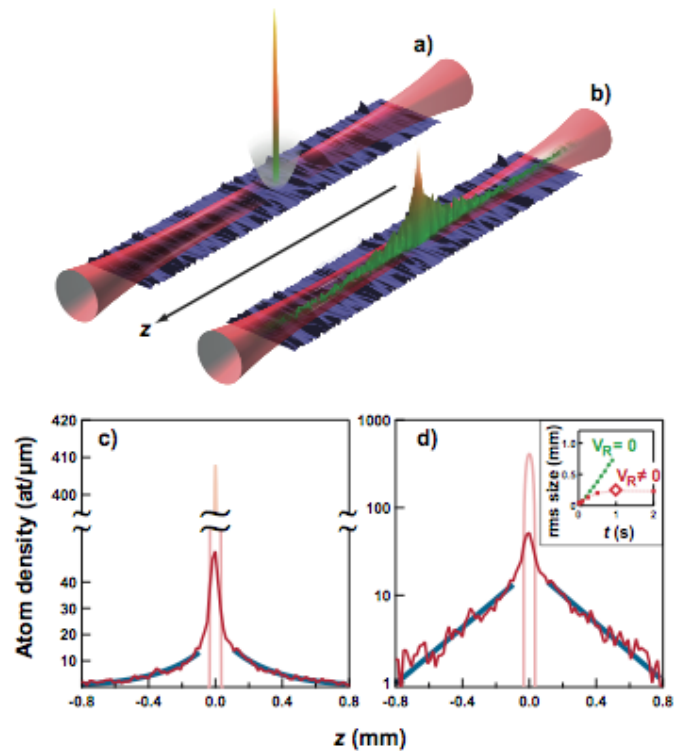 a)
b)
z
420
410
400
40
30
20
10
-0.8
-0.4
0.0
0.4
0.8
c)
Atom density (at/μm)
1000
100
10
1
-0.8
-0.4
0.0
0.4
0.8
d)
1.0
0.5
0.0
0
1
2
rms size (mm)
V_R = 0
V_R ≠ 0
t (s)
z (mm)